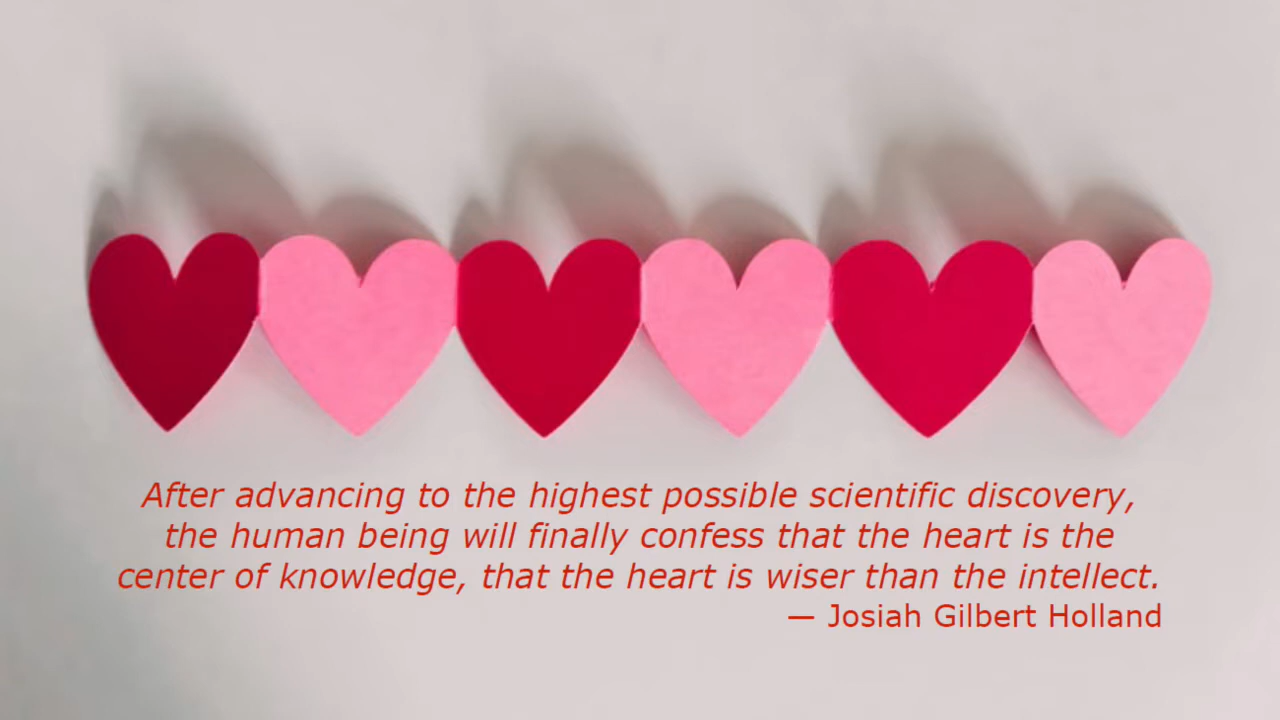 After advancing to the highest possible scientific discovery,
the human being will finally confess that the heart is the
center of knowledge, that the heart is wiser than the intellect.
— Josiah Gilbert Holland